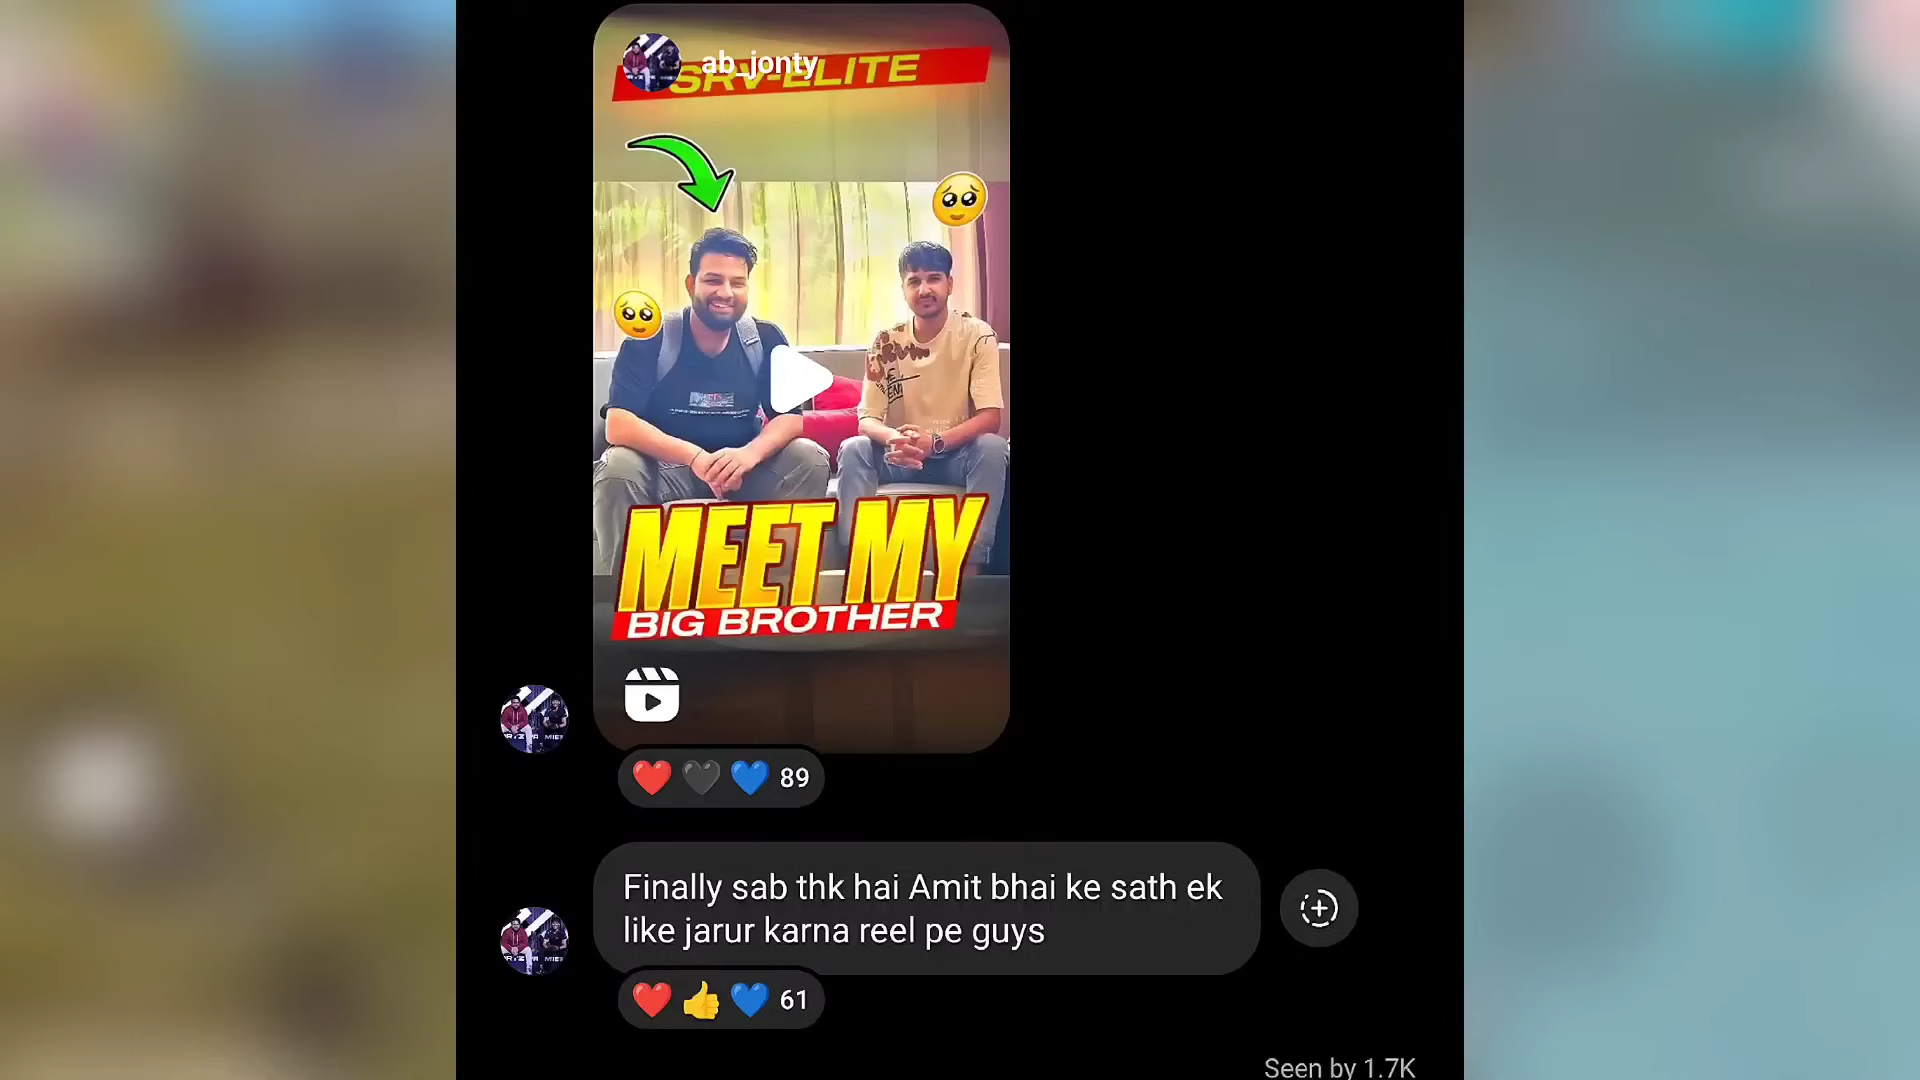 SRV-ELITE
ab_jonty
MEET MY
BIG BROTHER
89
Finally sab thk hai Amit bhai ke sath ek
like jarur karna reel pe guys
61
Seen by 1.7K